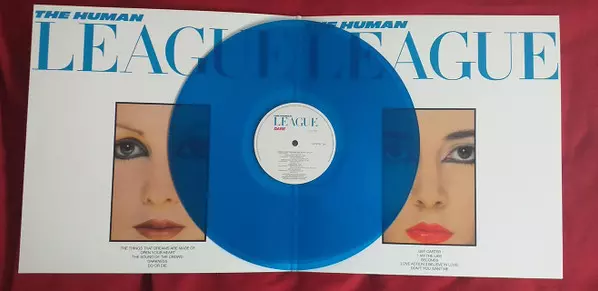 THE HUMAN
LEAGUE
THE HUMAN
LEAGUE
LEAGUE
DARE
THE THINGS THAT DREAMS ARE MADE OF
OPEN YOUR HEART
THE SOUND OF THE CROWD
DARKNESS
DO OR DIE
GET CARTER
I AM THE LAW
SECONDS
LOVE ACTION (I BELIEVE IN LOVE)
DON'T YOU WANT ME